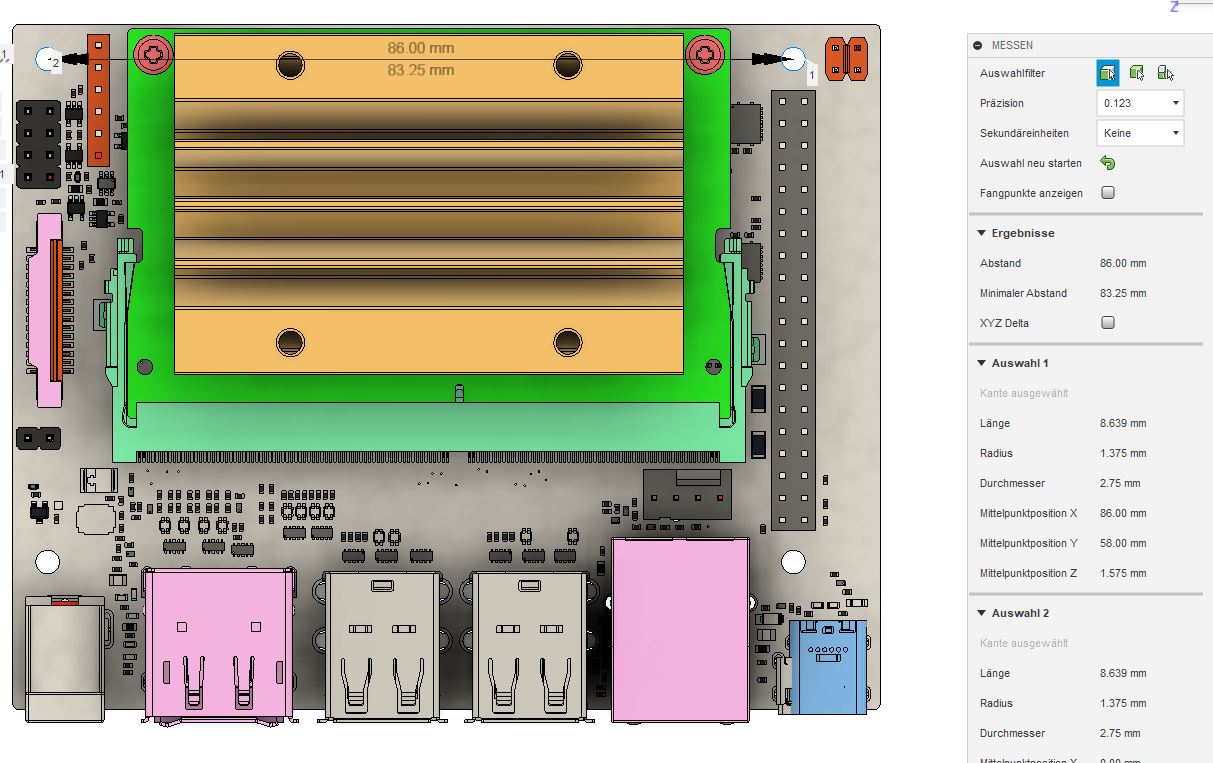 Z
86.00 mm
83.25 mm
1
2
1
1
MESSEN
Auswahlfilter
Präzision 0.123
Sekundäreinheiten Keine
Auswahl neu starten
Fangpunkte anzeigen
Ergebnisse
Abstand 86.00 mm
Minimaler Abstand 83.25 mm
XYZ Delta
Auswahl 1
Kante ausgewählt
Länge 8.639 mm
Radius 1.375 mm
Durchmesser 2.75 mm
Mittelpunktposition X 86.00 mm
Mittelpunktposition Y 58.00 mm
Mittelpunktposition Z 1.575 mm
Auswahl 2
Kante ausgewählt
Länge 8.639 mm
Radius 1.375 mm
Durchmesser 2.75 mm
Mittelpunktposition X 0.00 mm